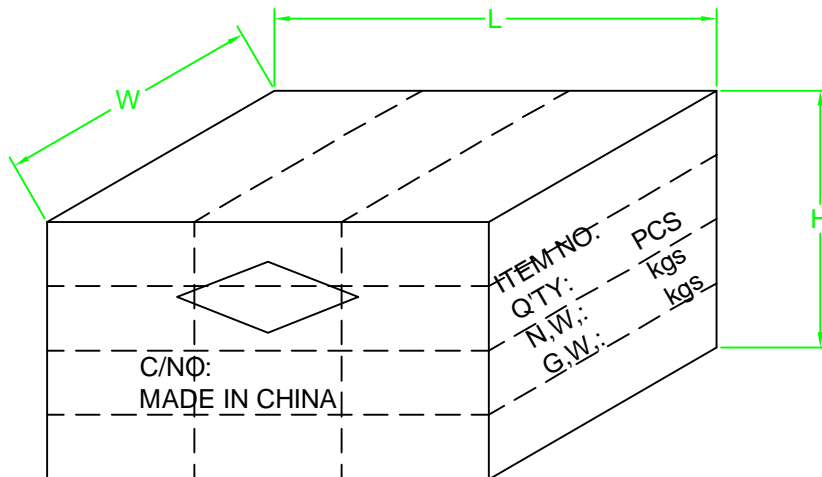 L
W
H
ITEM NO:
Q'TY: PCS
N,W,: kgs
G,W,: kgs
C/NO:
MADE IN CHINA